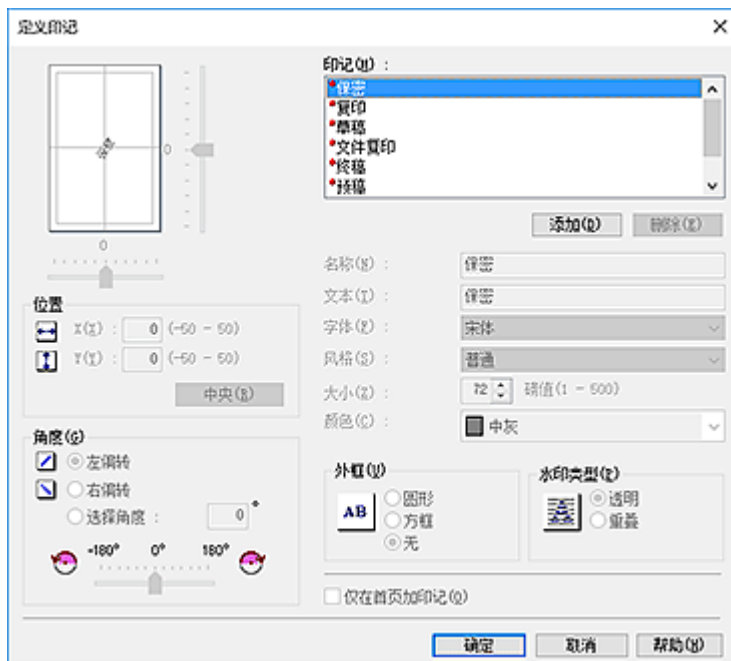 定义印记
印记(M)：
保密
复印
草稿
文件复印
终稿
预稿
0
0
添加(D) 删除(E)
名称(N)： 保密
文本(T)： 保密
字体(F)： 宋体
风格(S)： 普通
大小(Z)： 72 磅值(1 - 500)
颜色(C)： 中灰
位置
X(X)： 0 (-50 - 50)
Y(Y)： 0 (-50 - 50)
中央(R)
角度(G)
左偏转
右偏转
选择角度： 0 °
-180° 0° 180°
外框(U)
AB
圆形
方框
无
水印类型(P)
透明
重叠
仅在首页加印记(O)
确定 取消 帮助(H)